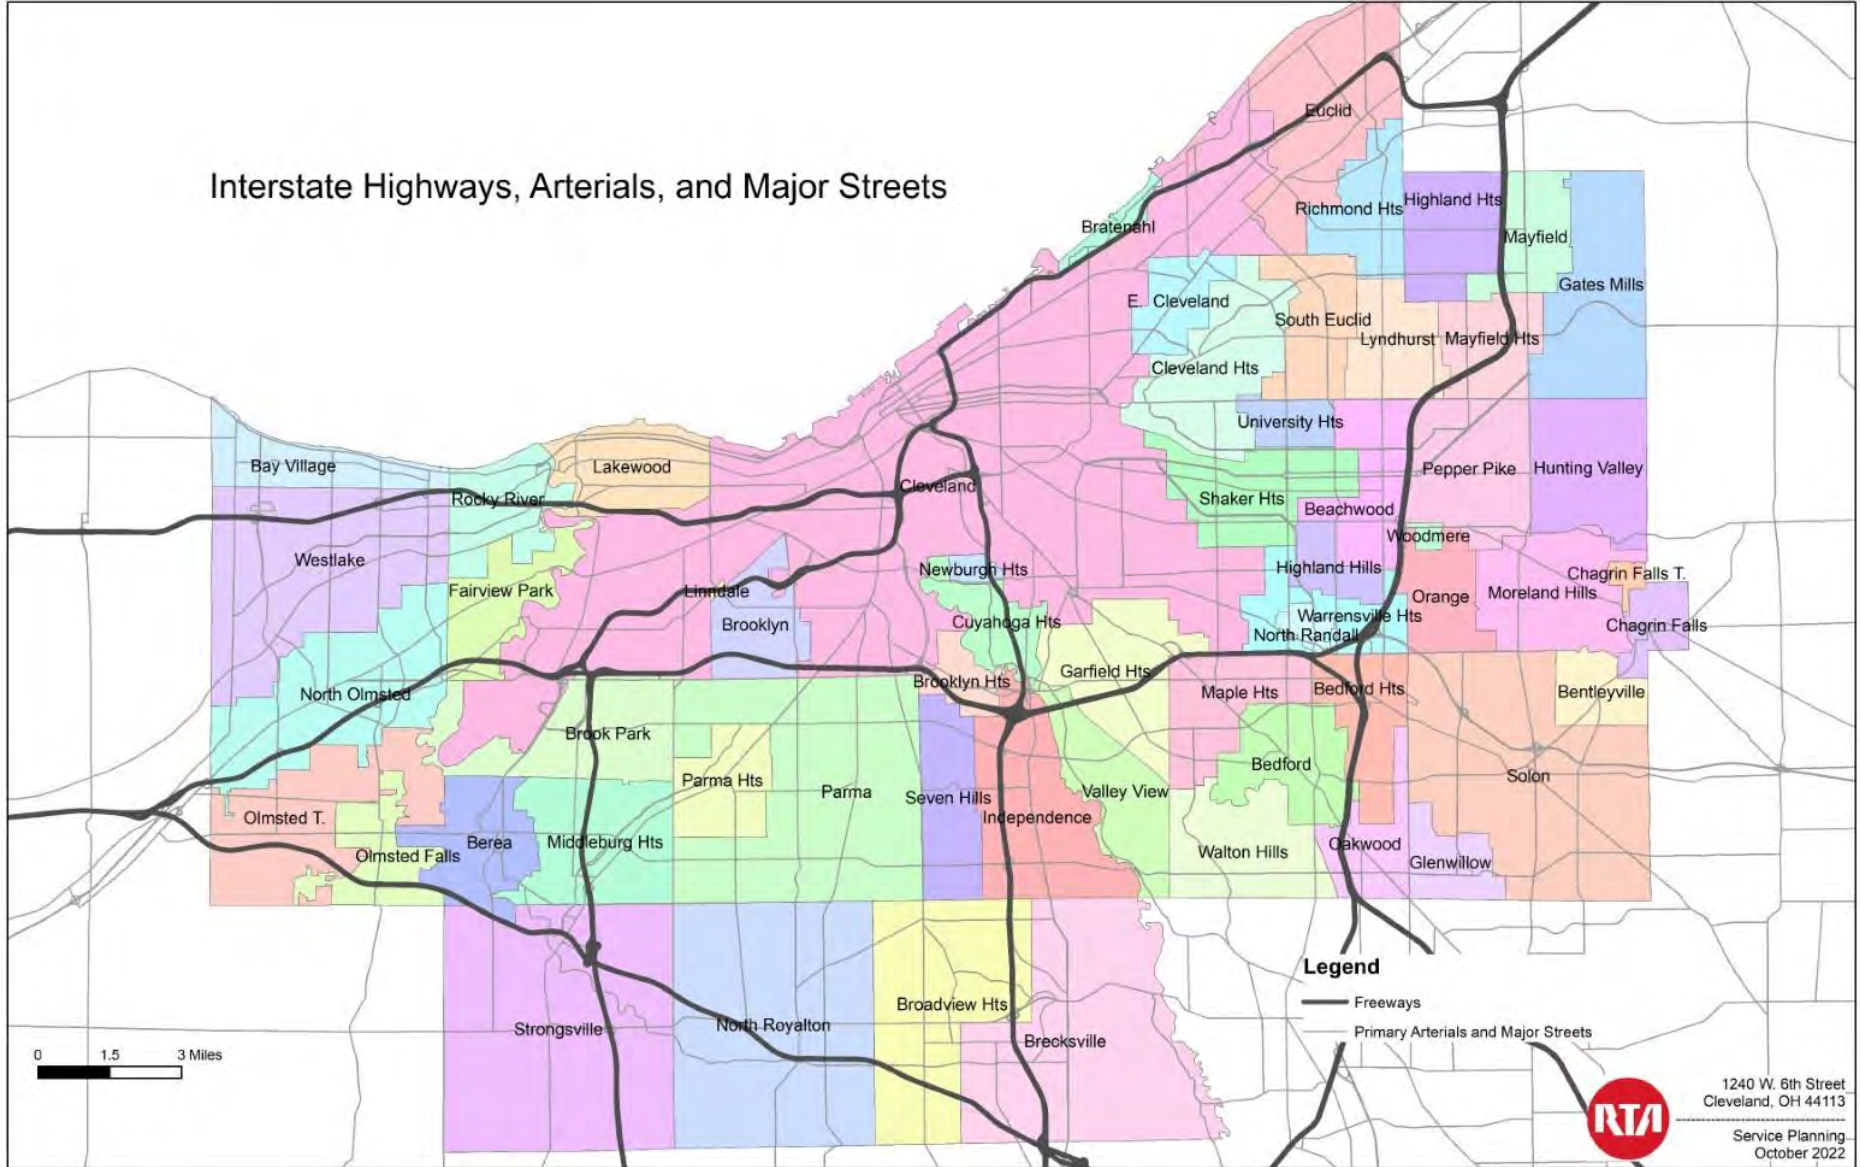 Interstate Highways, Arterials, and Major Streets
Euclid
Richmond Hts
Highland Hts
Bratenahl
Mayfield
Gates Mills
E. Cleveland
South Euclid
Lyndhurst
Mayfield Hts
Cleveland Hts
University Hts
Bay Village
Lakewood
Rocky River
Cleveland
Pepper Pike
Hunting Valley
Shaker Hts
Beachwood
Woodmere
Westlake
Newburgh Hts
Highland Hills
Chagrin Falls T.
Fairview Park
Linndale
Orange
Moreland Hills
Brooklyn
Cuyahoga Hts
Warrensville Hts
Chagrin Falls
North Randall
Garfield Hts
North Olmsted
Brooklyn Hts
Maple Hts
Bedford Hts
Bentleyville
Brook Park
Parma Hts
Parma
Bedford
Solon
Seven Hills
Valley View
Independence
Olmsted T.
Olmsted Falls
Berea
Middleburg Hts
Walton Hills
Oakwood
Glenwillow
Strongsville
North Royalton
Broadview Hts
Brecksville
Legend
Freeways
Primary Arterials and Major Streets
0 1.5 3 Miles
RTA
1240 W. 6th Street
Cleveland, OH 44113
Service Planning
October 2022